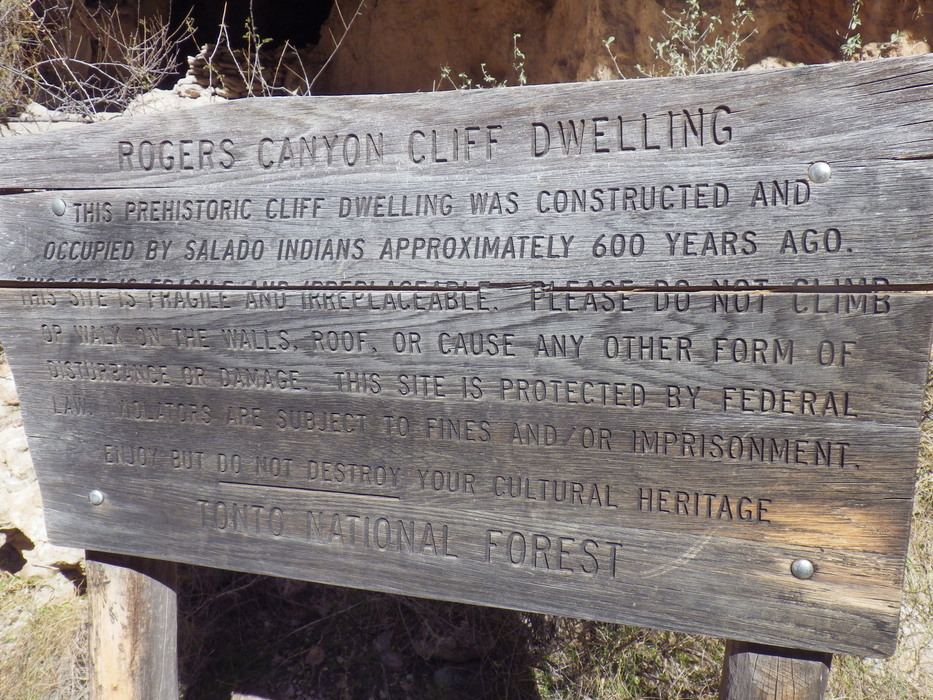 ROGERS CANYON CLIFF DWELLING
THIS PREHISTORIC CLIFF DWELLING WAS CONSTRUCTED AND
OCCUPIED BY SALADO INDIANS APPROXIMATELY 600 YEARS AGO.
THIS SITE IS FRAGILE AND IRREPLACEABLE. PLEASE DO NOT CLIMB
OR WALK ON THE WALLS, ROOF, OR CAUSE ANY OTHER FORM OF
DISTURBANCE OR DAMAGE. THIS SITE IS PROTECTED BY FEDERAL
LAW. VIOLATORS ARE SUBJECT TO FINES AND/OR IMPRISONMENT.
ENJOY BUT DO NOT DESTROY YOUR CULTURAL HERITAGE
TONTO NATIONAL FOREST